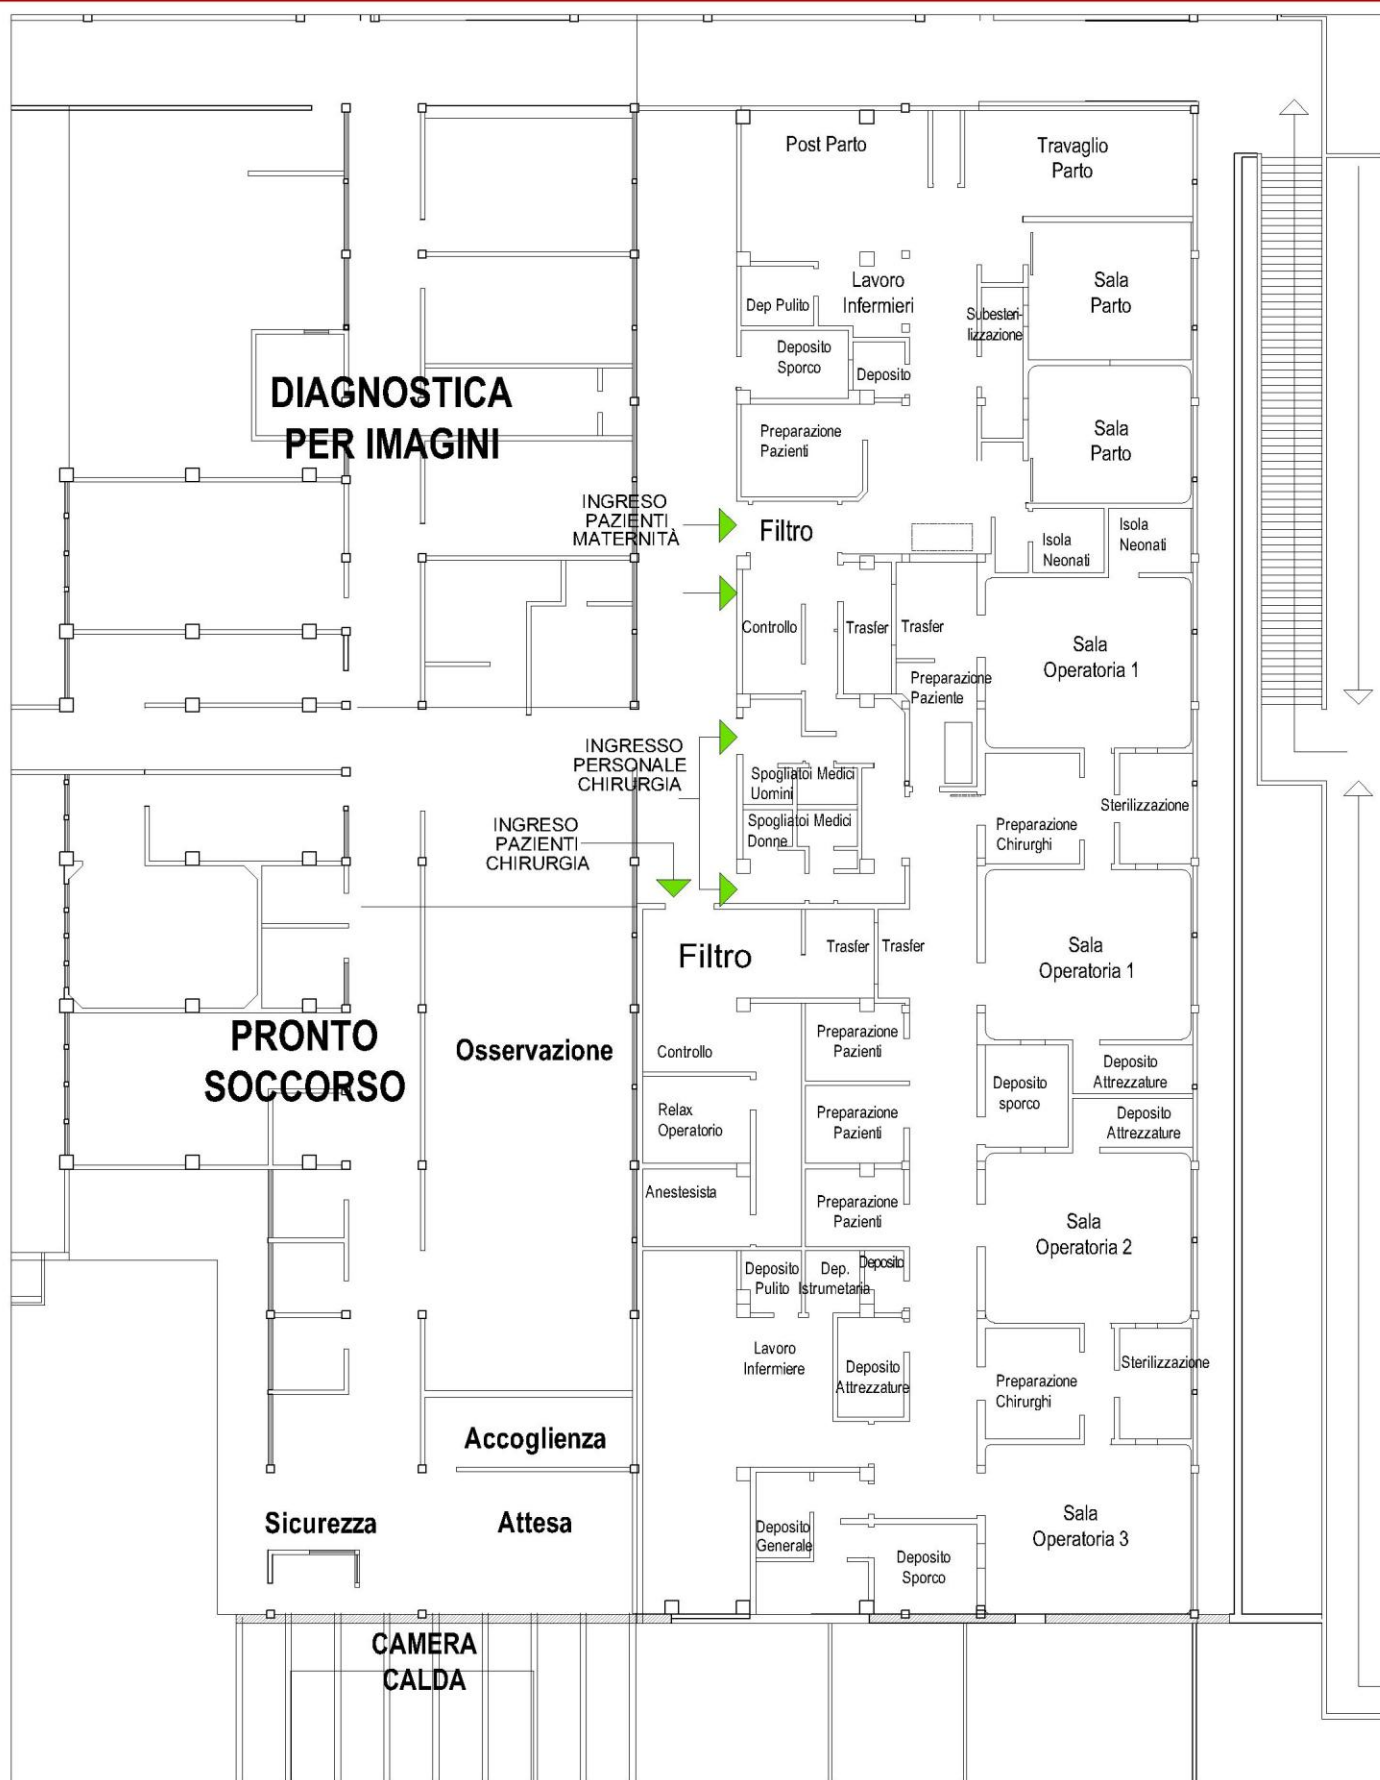 Post Parto
Travaglio
Parto
Lavoro
Infermieri
Sala
Parto
Dep Pulito
Subesteri-
lizzazione
Deposito
Sporco
Deposito
DIAGNOSTICA
PER IMAGINI
Preparazione
Pazienti
Sala
Parto
INGRESO
PAZIENTI
MATERNITÀ
Filtro
Isola
Neonati
Isola
Neonati
Controllo
Trasfer
Trasfer
Sala
Operatoria 1
Preparazione
Paziente
INGRESSO
PERSONALE
CHIRURGIA
Spogliatoi Medici
Uomini
Sterilizzazione
Spogliatoi Medici
Donne
Preparazione
Chirurghi
INGRESO
PAZIENTI
CHIRURGIA
Filtro
Trasfer
Trasfer
Sala
Operatoria 1
PRONTO
SOCCORSO
Osservazione
Controllo
Preparazione
Pazienti
Deposito
Attrezzature
Deposito
sporco
Relax
Operatorio
Preparazione
Pazienti
Deposito
Attrezzature
Anestesista
Preparazione
Pazienti
Sala
Operatoria 2
Deposito
Pulito
Dep.
Istrumetaria
Deposito
Lavoro
Infermiere
Deposito
Attrezzature
Sterilizzazione
Preparazione
Chirurghi
Accoglienza
Sicurezza
Attesa
Deposito
Generale
Sala
Operatoria 3
Deposito
Sporco
CAMERA
CALDA